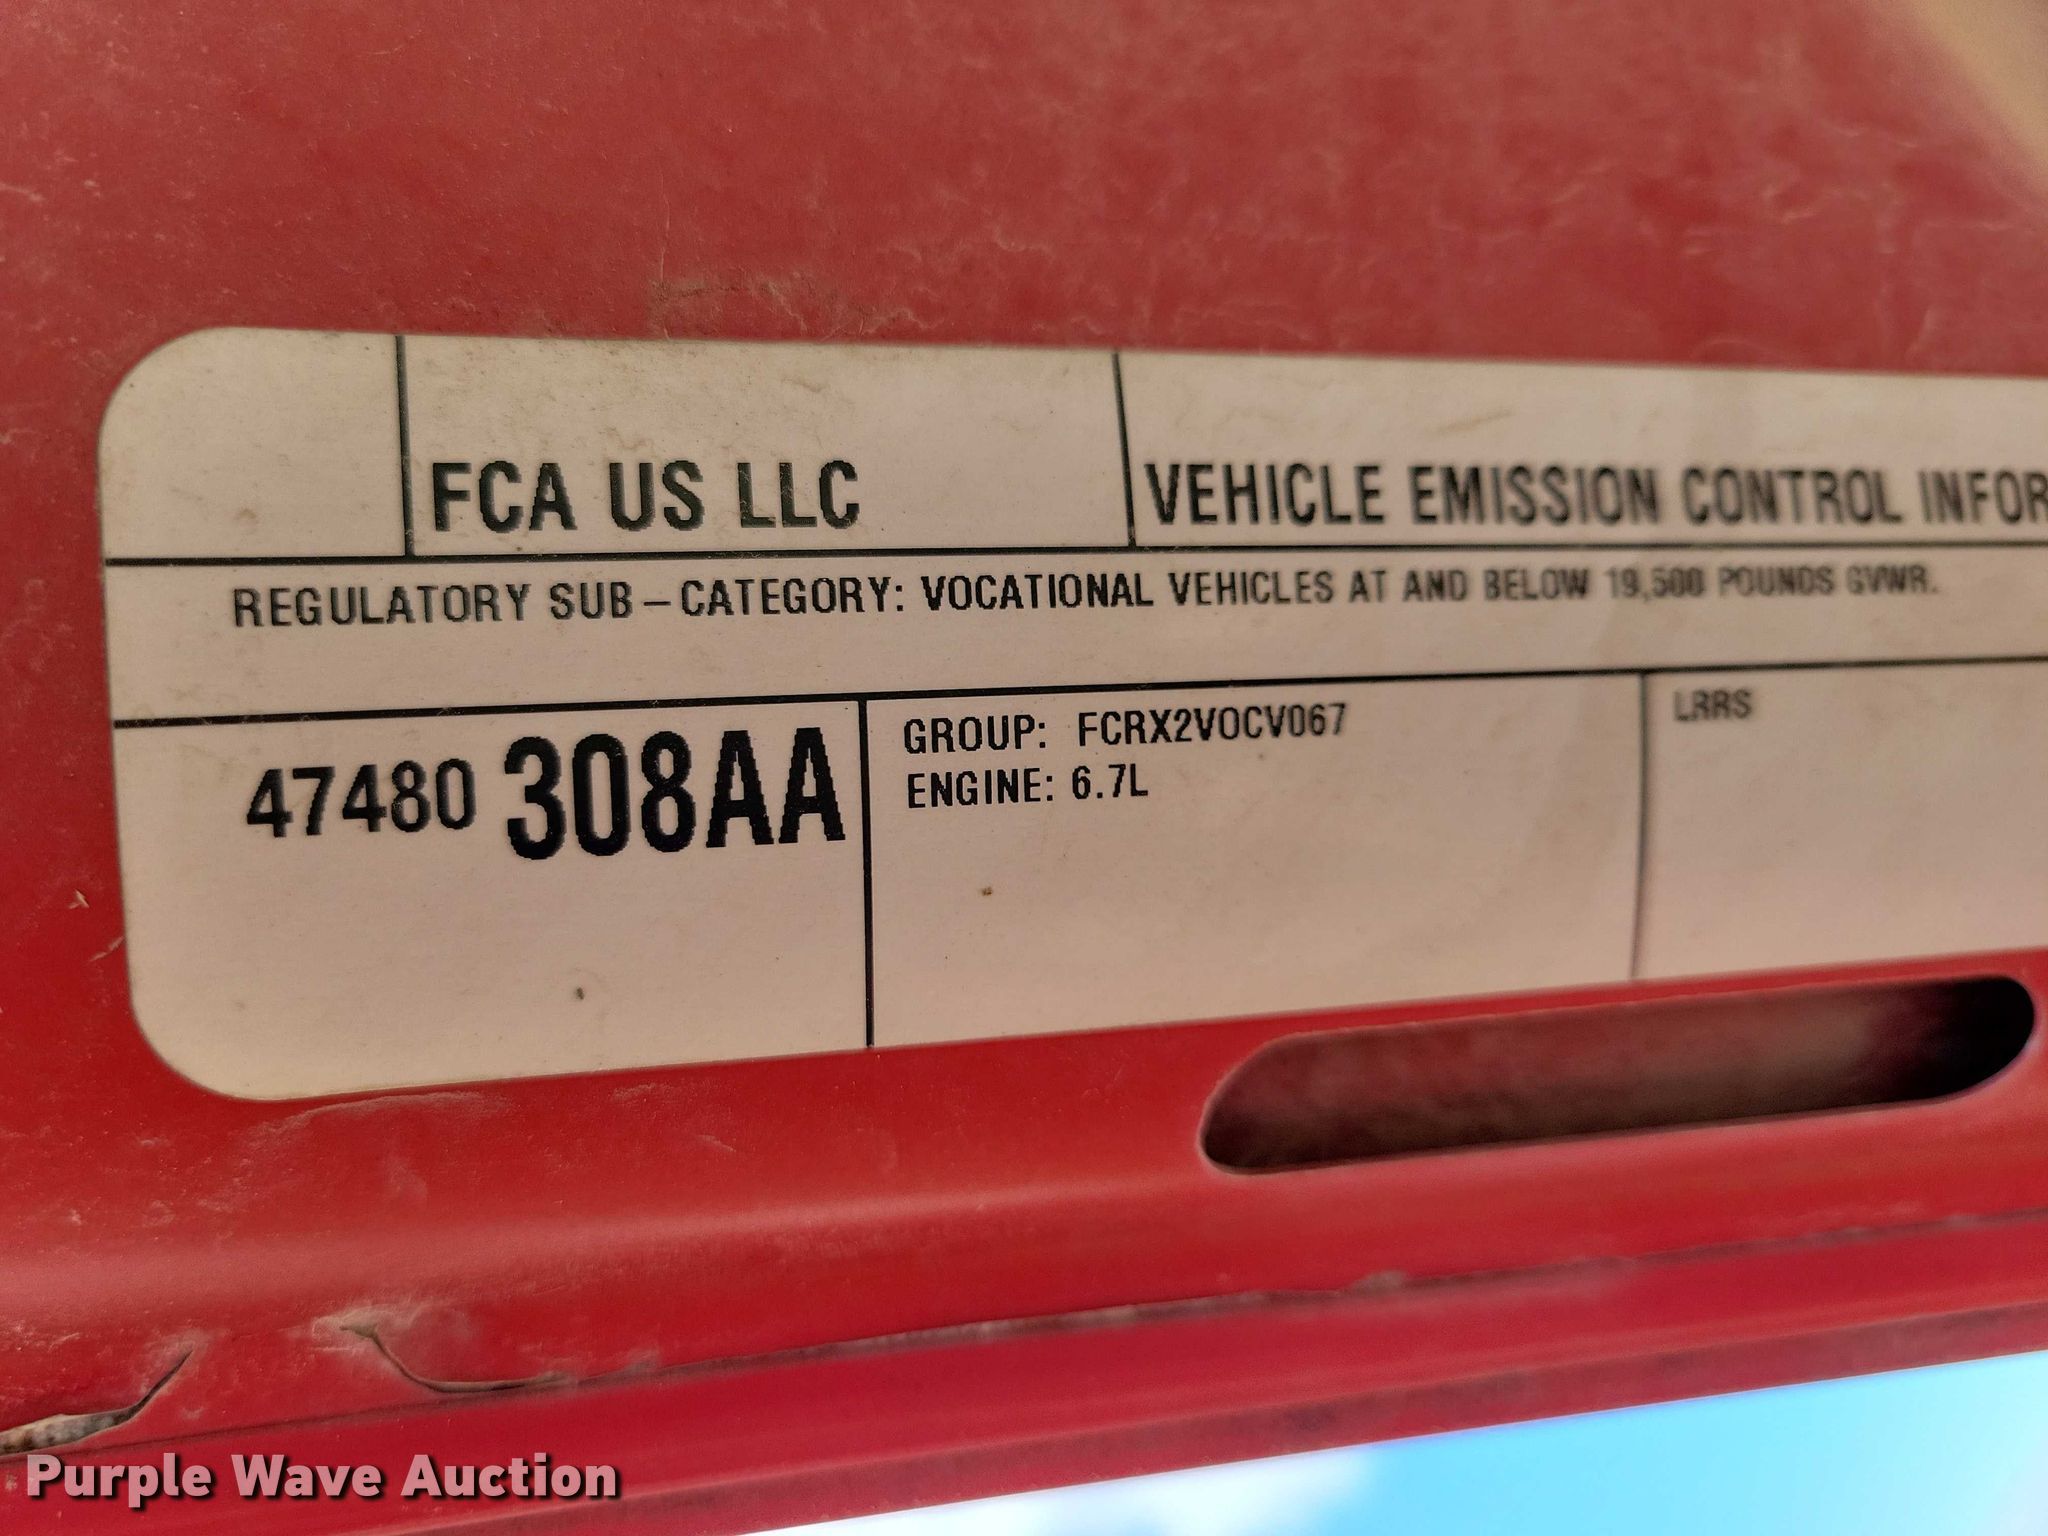 FCA US LLC
VEHICLE EMISSION CONTROL INFOR
REGULATORY SUB-CATEGORY: VOCATIONAL VEHICLES AT AND BELOW 19,500 POUNDS GVWR.
47480 308AA
GROUP: FCRX2VOCV067
ENGINE: 6.7L
LRRS
Purple Wave Auction